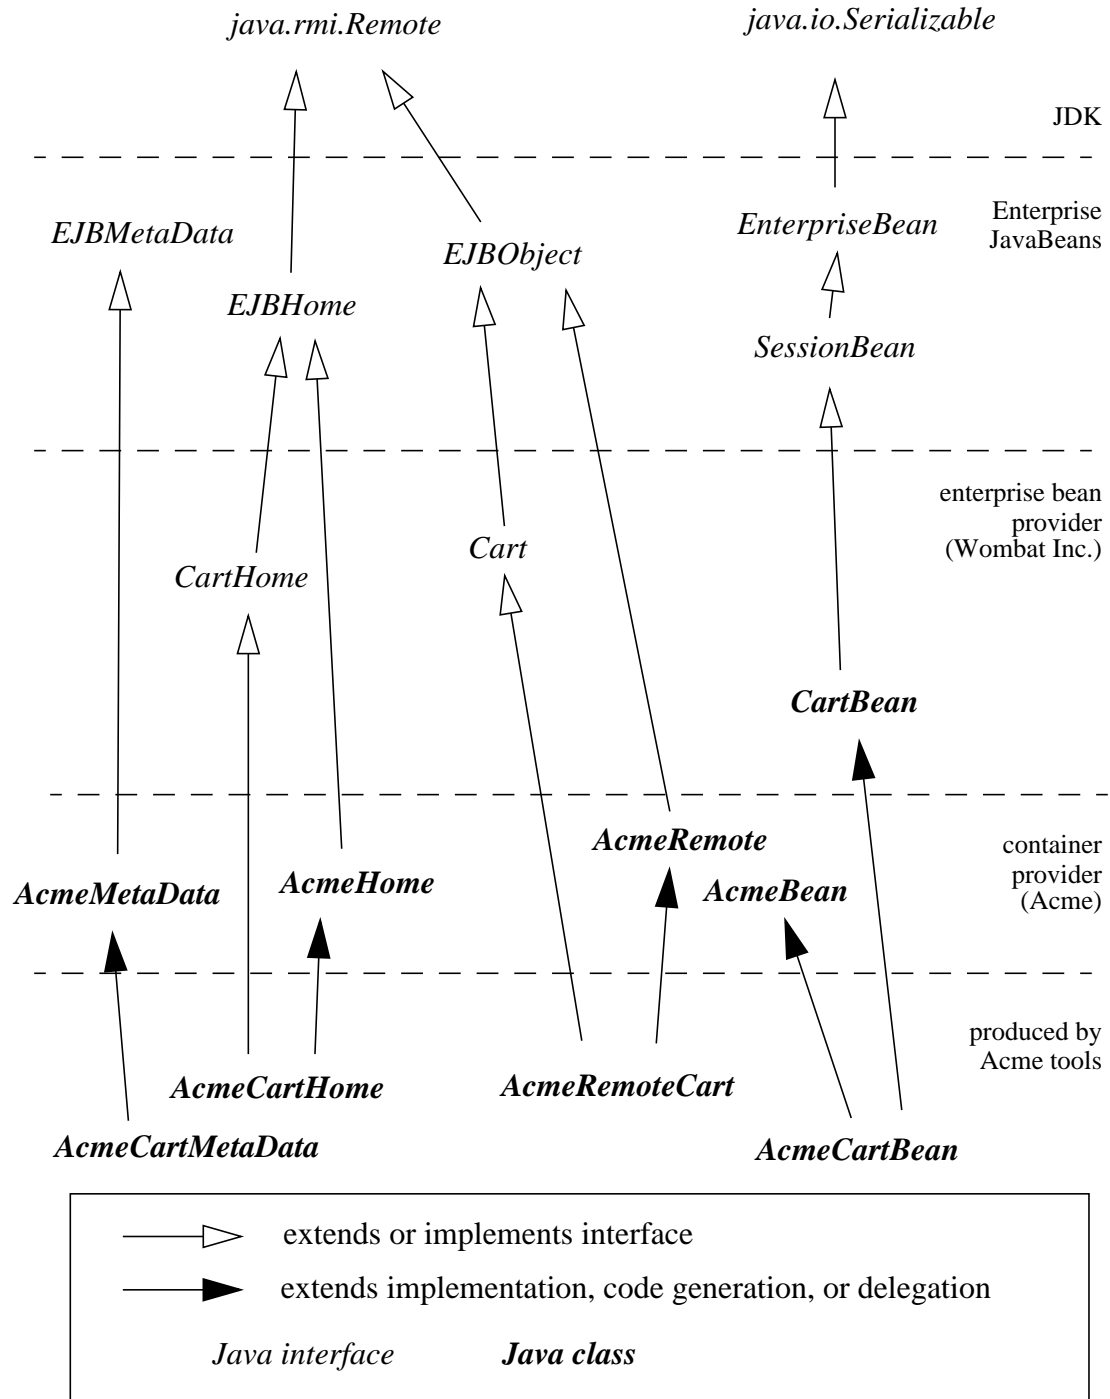 java.rmi.Remote
java.io.Serializable
JDK
EJBMetaData
EJBHome
EJBObject
EnterpriseBean
Enterprise
JavaBeans
SessionBean
enterprise bean
provider
(Wombat Inc.)
CartHome
Cart
CartBean
AcmeMetaData
AcmeHome
AcmeRemote
AcmeBean
container
provider
(Acme)
produced by
Acme tools
AcmeCartHome
AcmeRemoteCart
AcmeCartMetaData
AcmeCartBean
extends or implements interface
extends implementation, code generation, or delegation
Java interface
Java class